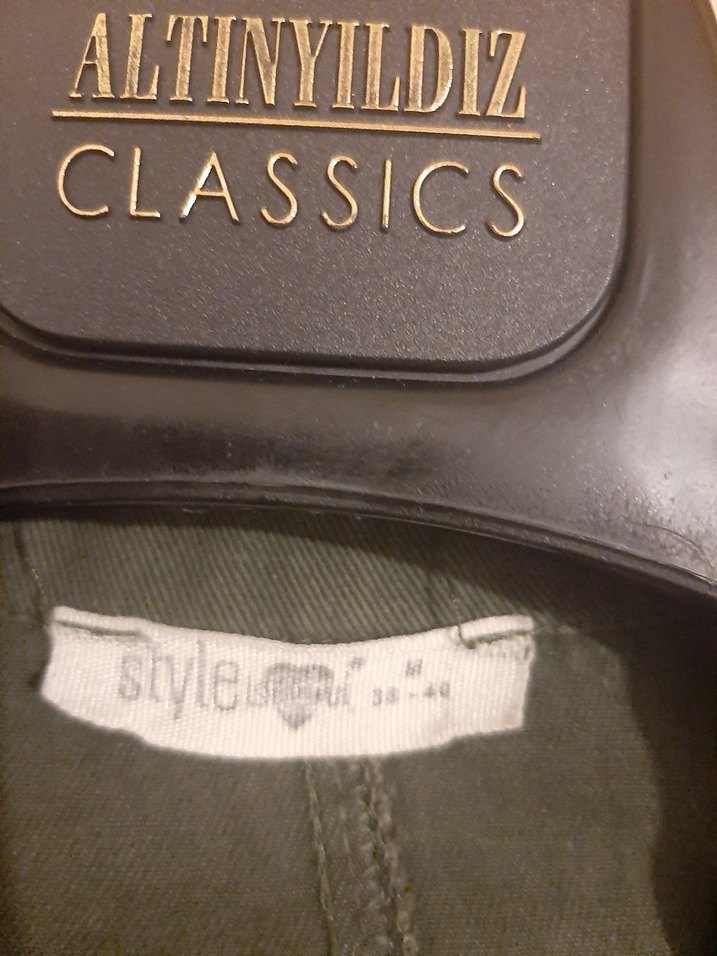 ALTINYILDIZ
CLASSICS
style
M
38 - 40